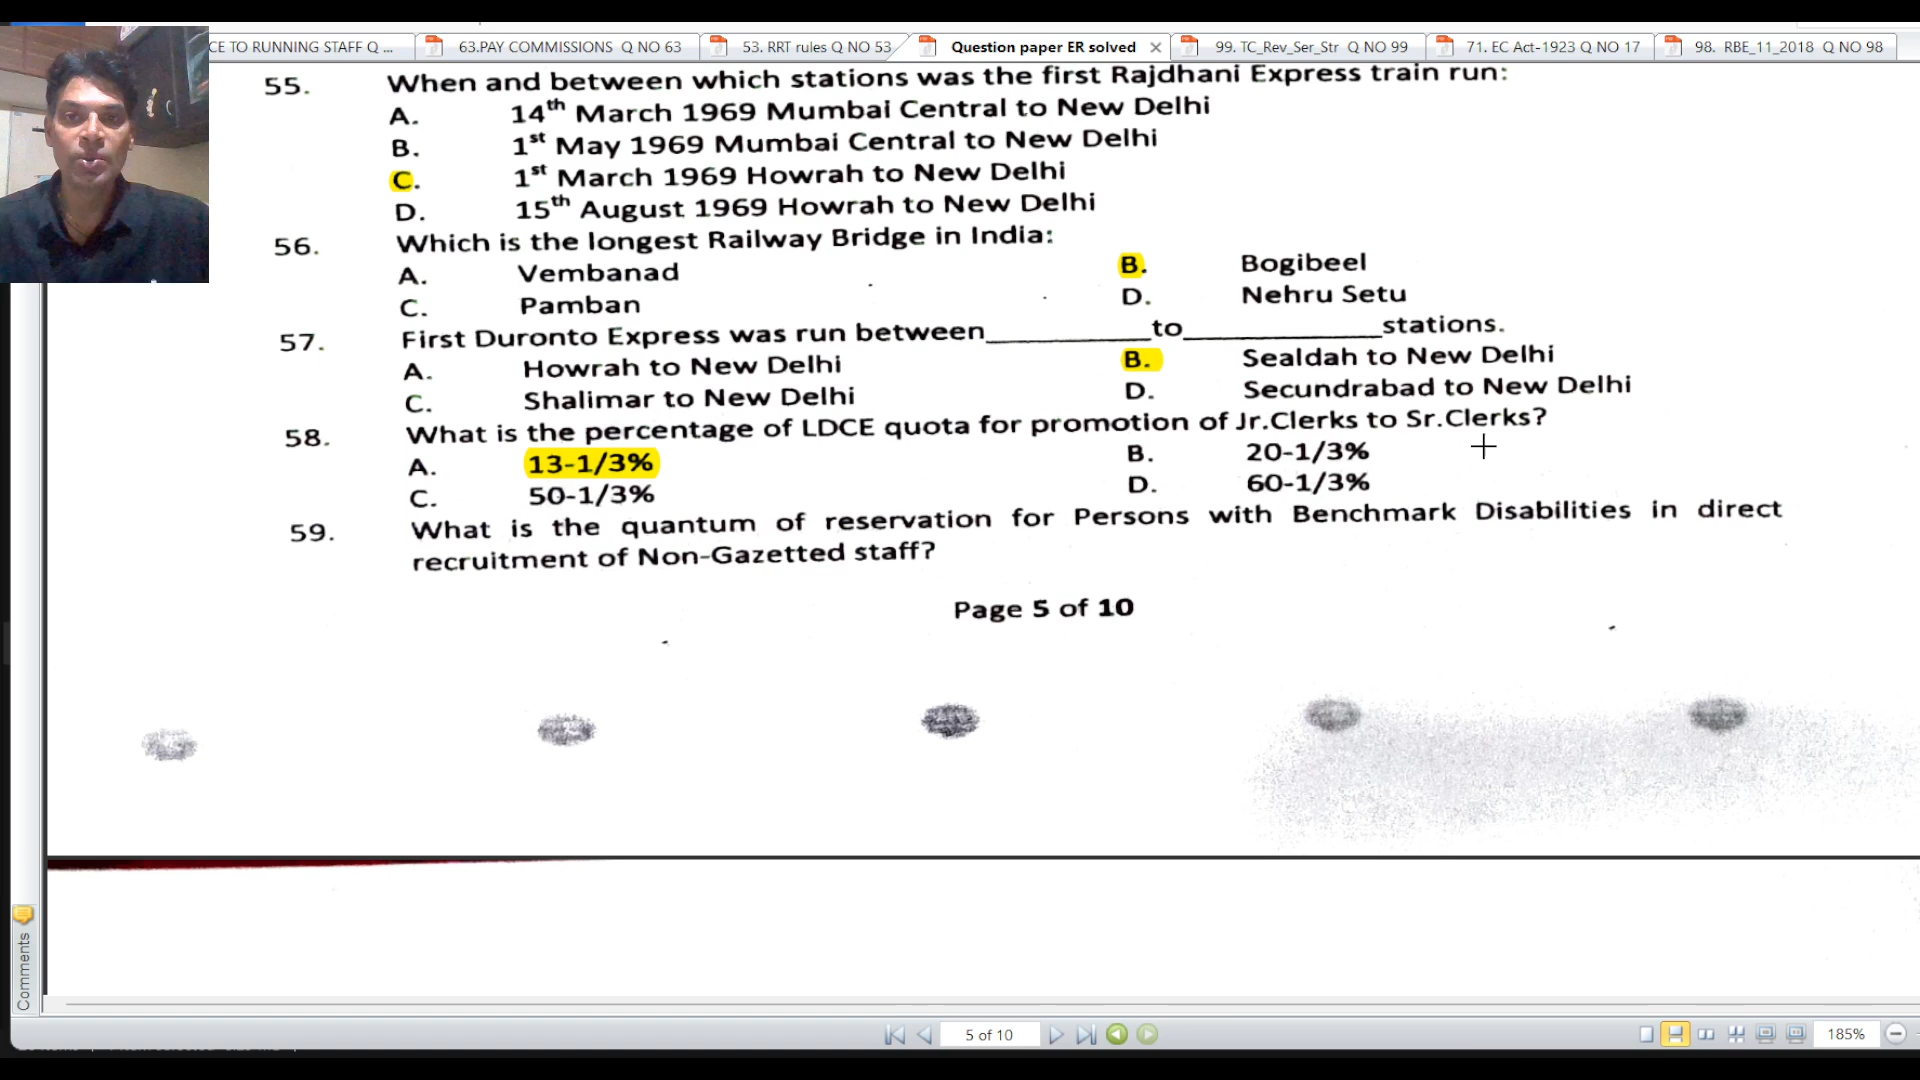 CE TO RUNNING STAFF Q ...
63.PAY COMMISSIONS Q NO 63
53. RRT rules Q NO 53
Question paper ER solved
99. TC_Rev_Ser_Str Q NO 99
71. EC Act-1923 Q NO 17
98. RBE_11_2018 Q NO 98
55. When and between which stations was the first Rajdhani Express train run:
A. 14th March 1969 Mumbai Central to New Delhi
B. 1st May 1969 Mumbai Central to New Delhi
C. 1st March 1969 Howrah to New Delhi
D. 15th August 1969 Howrah to New Delhi
56. Which is the longest Railway Bridge in India:
A. Vembanad B. Bogibeel
C. Pamban D. Nehru Setu
57. First Duronto Express was run between__________to____________stations.
A. Howrah to New Delhi B. Sealdah to New Delhi
C. Shalimar to New Delhi D. Secundrabad to New Delhi
58. What is the percentage of LDCE quota for promotion of Jr.Clerks to Sr.Clerks?
A. 13-1/3% B. 20-1/3%
C. 50-1/3% D. 60-1/3%
59. What is the quantum of reservation for Persons with Benchmark Disabilities in direct
recruitment of Non-Gazetted staff?
Page 5 of 10
Comments
5 of 10
185%